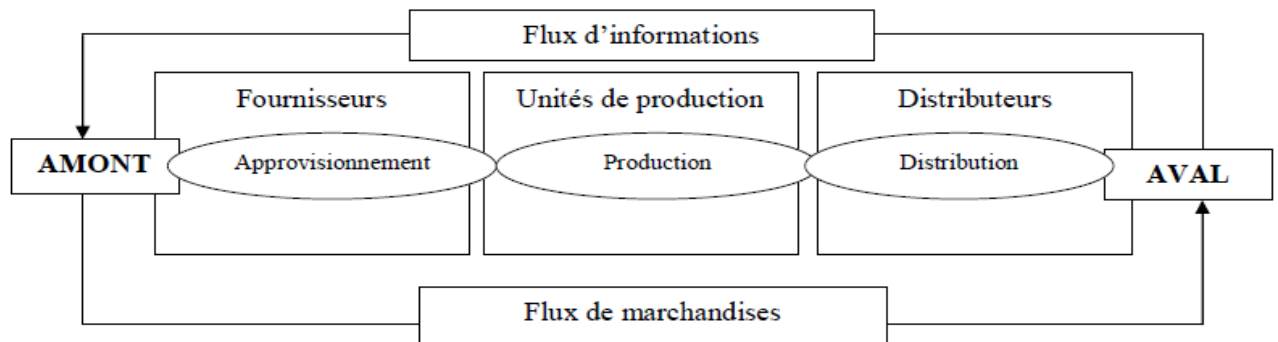 Flux d’informations
Fournisseurs
Unités de production
Distributeurs
AMONT
Approvisionnement
Production
Distribution
AVAL
Flux de marchandises